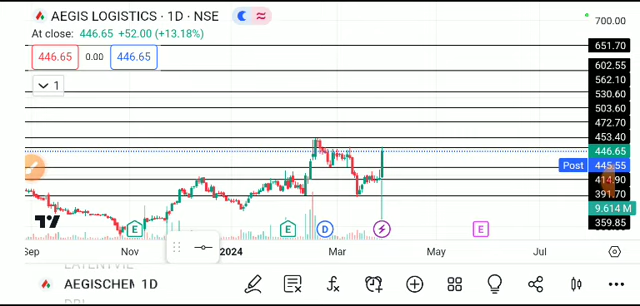 AEGIS LOGISTICS · 1D · NSE
At close: 446.65 +52.00 (+13.18%)
446.65 0.00 446.65
1
700.00
651.70
602.55
562.10
530.60
503.60
472.70
453.40
446.65
Post 445.55
414.90
391.70
9.614 M
359.85
E E D E
Sep Nov 2024 Mar May Jul
AEGISCHEM 1D